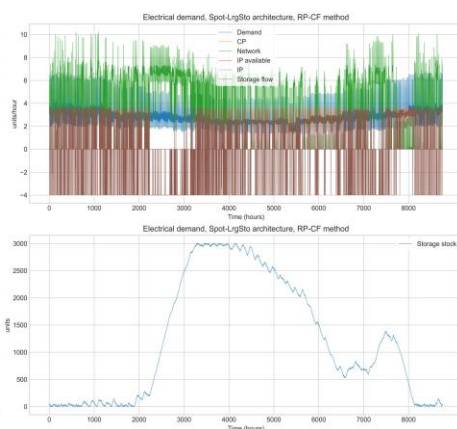 Electrical demand, Spot-LrgSto architecture, RP-CF method
Demand
CP
Network
IP available
IP
Storage flow
10
8
6
4
2
0
−2
−4
units/hour
0 1000 2000 3000 4000 5000 6000 7000 8000
Time (hours)
Electrical demand, Spot-LrgSto architecture, RP-CF method
Storage stock
3000
2500
2000
1500
1000
500
0
units
0 1000 2000 3000 4000 5000 6000 7000 8000
Time (hours)